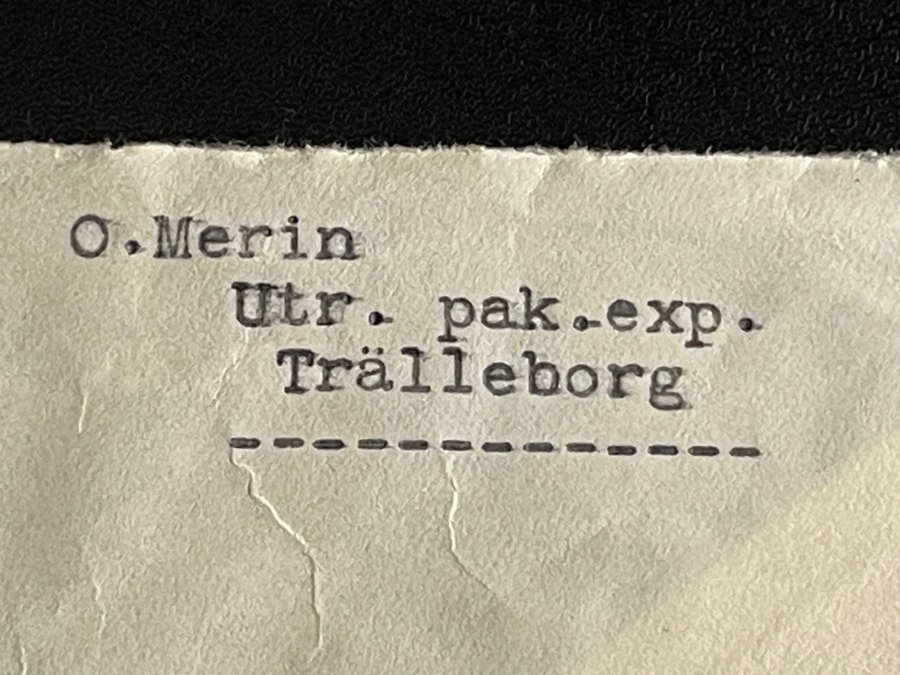 O.Merin
Utr. pak.exp.
Trälleborg
-------------